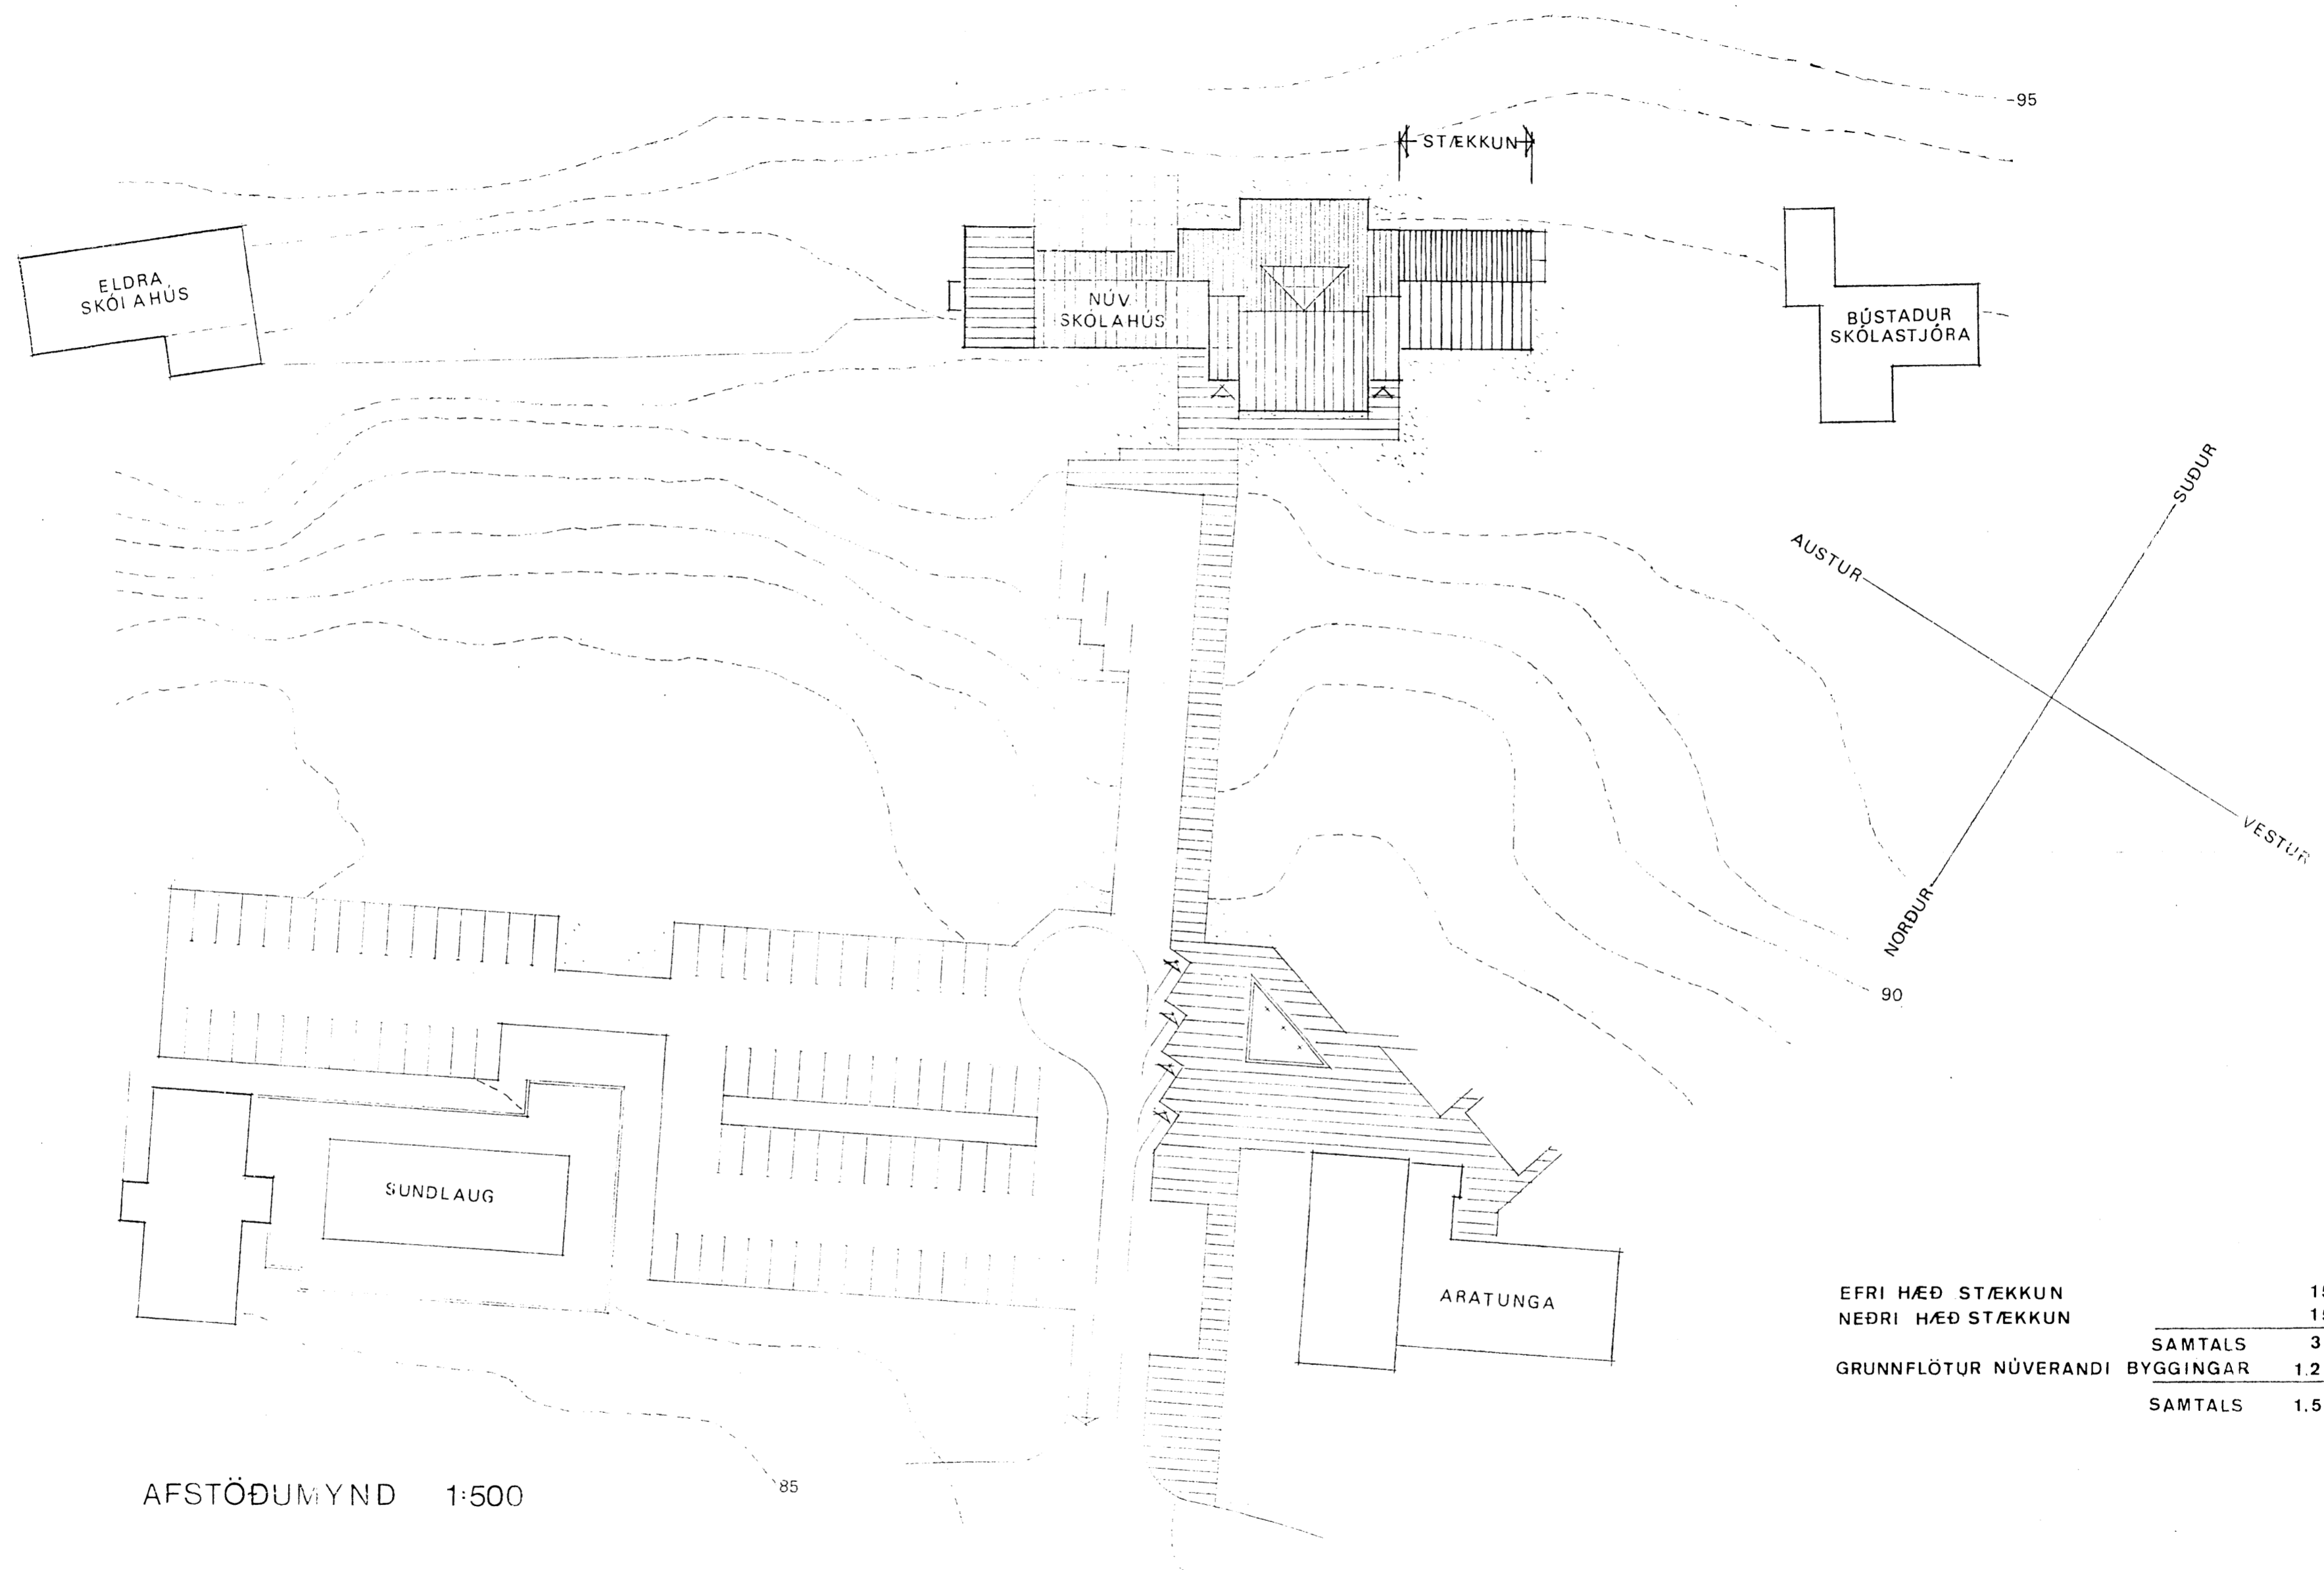 95
STÆKKUN
ELDRA
SKÓLAHÚS
NÚV.
SKÓLAHÚS
BÚSTAÐUR
SKÓLASTJÓRA
SUÐUR
AUSTUR
VESTUR
NORÐUR
90
SUNDLAUG
ARATUNGA
EFRI HÆÐ STÆKKUN
NEÐRI HÆÐ STÆKKUN
SAMTALS
GRUNNFLÖTUR NÚVERANDI BYGGINGAR
SAMTALS
85
AFSTÖÐUMYND 1:500